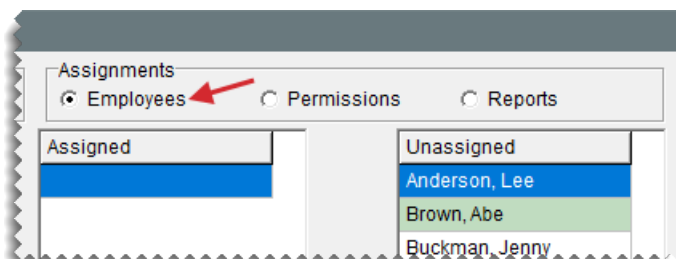 Assignments
Employees Permissions Reports
Assigned Unassigned
Anderson, Lee
Brown, Abe
Buckman, Jenny